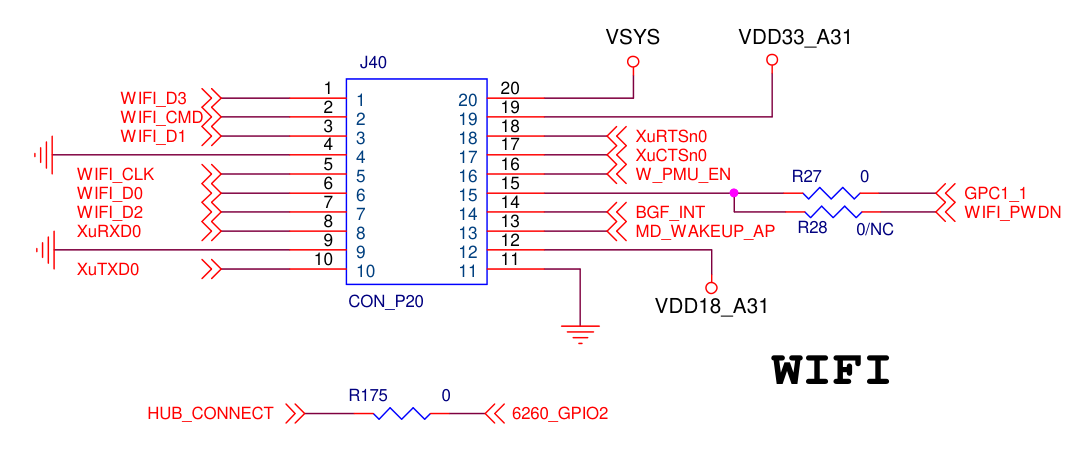 VSYS VDD33_A31
J40
WIFI_D3 1 1 20 20
WIFI_CMD 2 2 19 19
WIFI_D1 3 3 18 18 XuRTSn0
4 4 17 17 XuCTSn0
WIFI_CLK 5 5 16 16 W_PMU_EN
WIFI_D0 6 6 15 15 R27 0 GPC1_1
WIFI_D2 7 7 14 14 BGF_INT R28 0/NC WIFI_PWDN
XuRXD0 8 8 13 13 MD_WAKEUP_AP
9 9 12 12
XuTXD0 10 10 11 11
CON_P20 VDD18_A31
WIFI
R175 0
HUB_CONNECT 6260_GPIO2